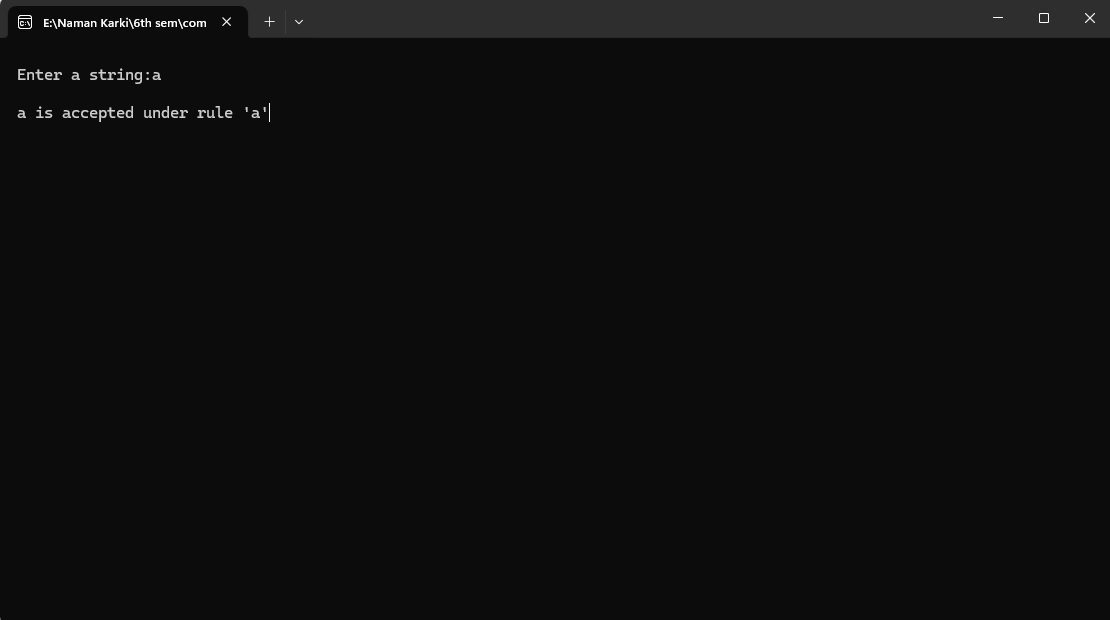 E:\Naman Karki\6th sem\com
Enter a string:a
a is accepted under rule 'a'